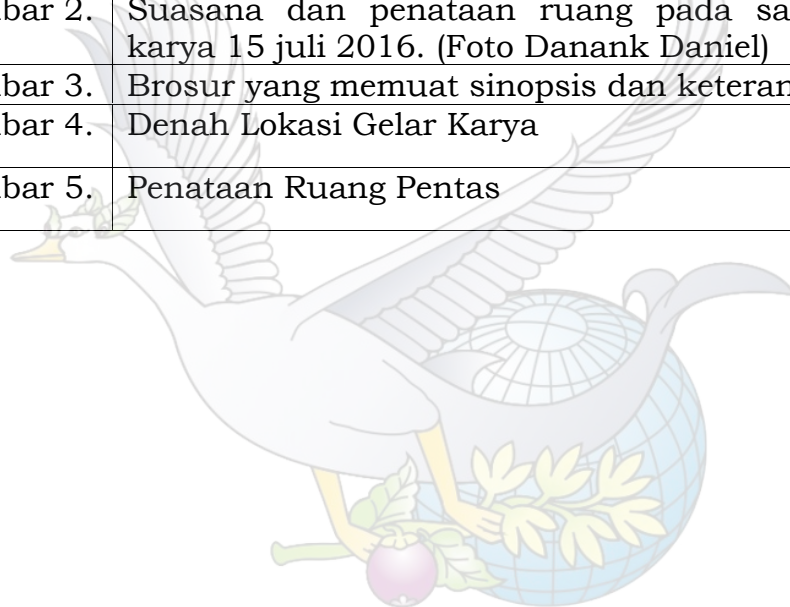 bar 2. Suasana dan penataan ruang pada sa
karya 15 juli 2016. (Foto Danank Daniel)
bar 3. Brosur yang memuat sinopsis dan keteran
bar 4. Denah Lokasi Gelar Karya
bar 5. Penataan Ruang Pentas